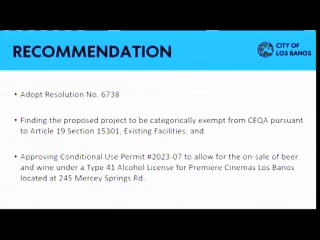 RECOMMENDATION
CITY OF
LOS BANOS
• Adopt Resolution No. 6738
• Finding the proposed project to be categorically exempt from CEQA pursuant
to Article 19 Section 15301, Existing Facilities; and
• Approving Conditional Use Permit #2023-07 to allow for the on-sale of beer
and wine under a Type 41 Alcohol License for Premiere Cinemas Los Banos
located at 245 Mercey Springs Rd.